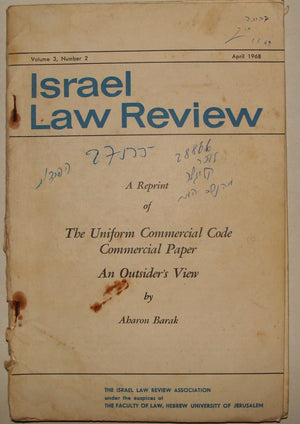 Volume 3, Number 2
April 1968
Israel
Law Review
28866
A Reprint
of
The Uniform Commercial Code
Commercial Paper
An Outsider's View
by
Aharon Barak
THE ISRAEL LAW REVIEW ASSOCIATION
under the auspices of
THE FACULTY OF LAW, HEBREW UNIVERSITY OF JERUSALEM